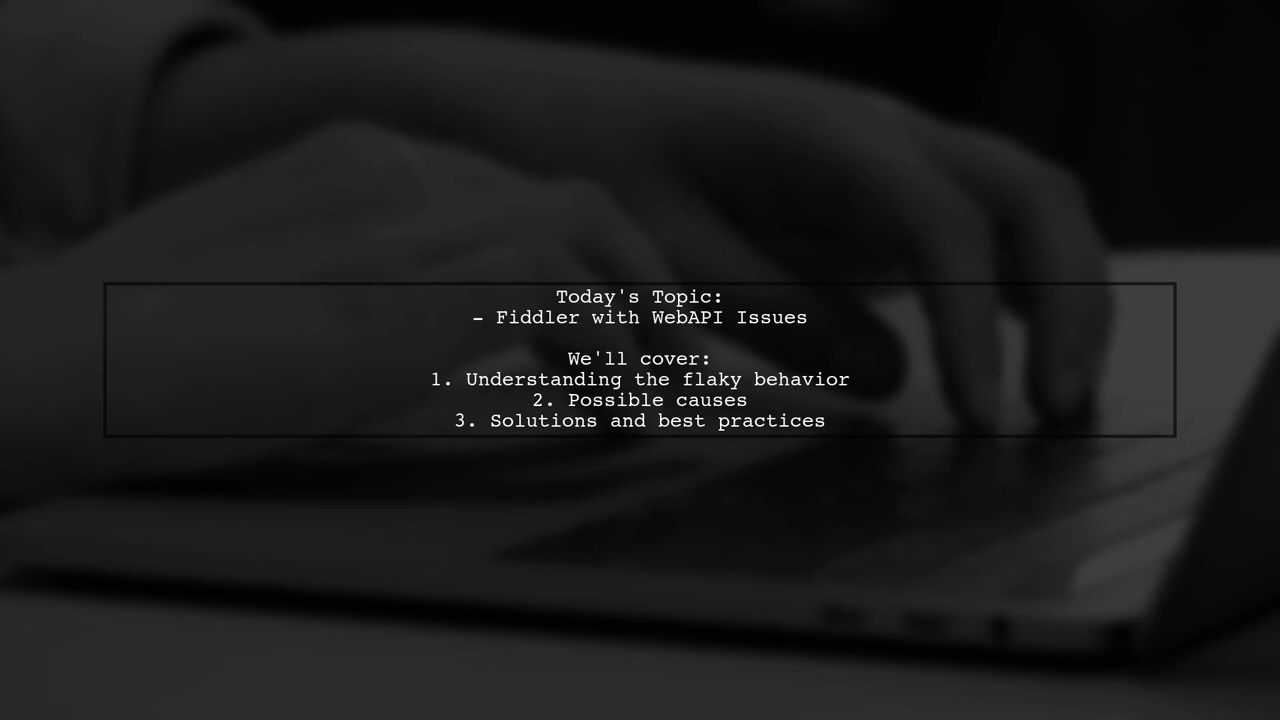 Today's Topic:
- Fiddler with WebAPI Issues
We'll cover:
1. Understanding the flaky behavior
2. Possible causes
3. Solutions and best practices